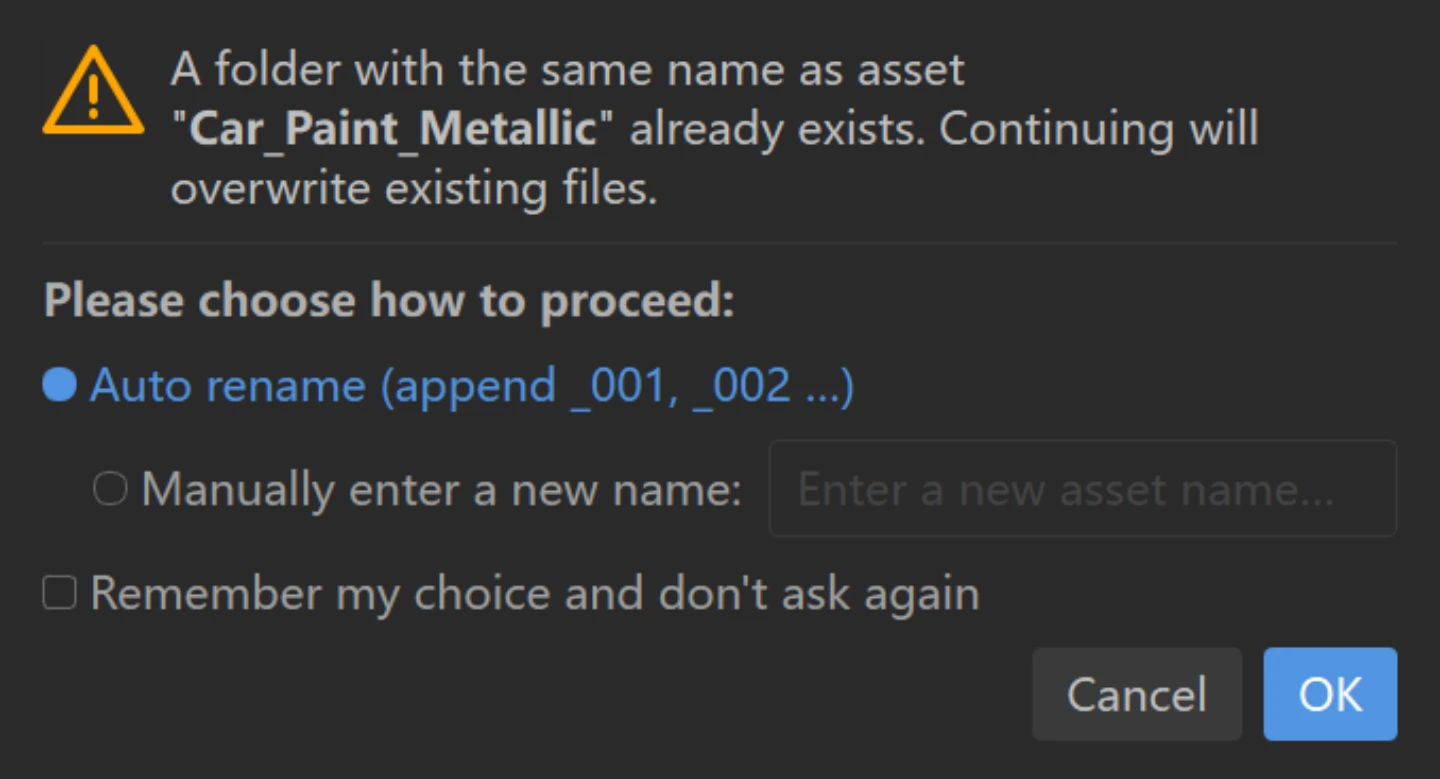 A folder with the same name as asset
"Car_Paint_Metallic" already exists. Continuing will
overwrite existing files.
Please choose how to proceed:
Auto rename (append _001, _002 ...)
Manually enter a new name: Enter a new asset name...
Remember my choice and don't ask again
Cancel OK